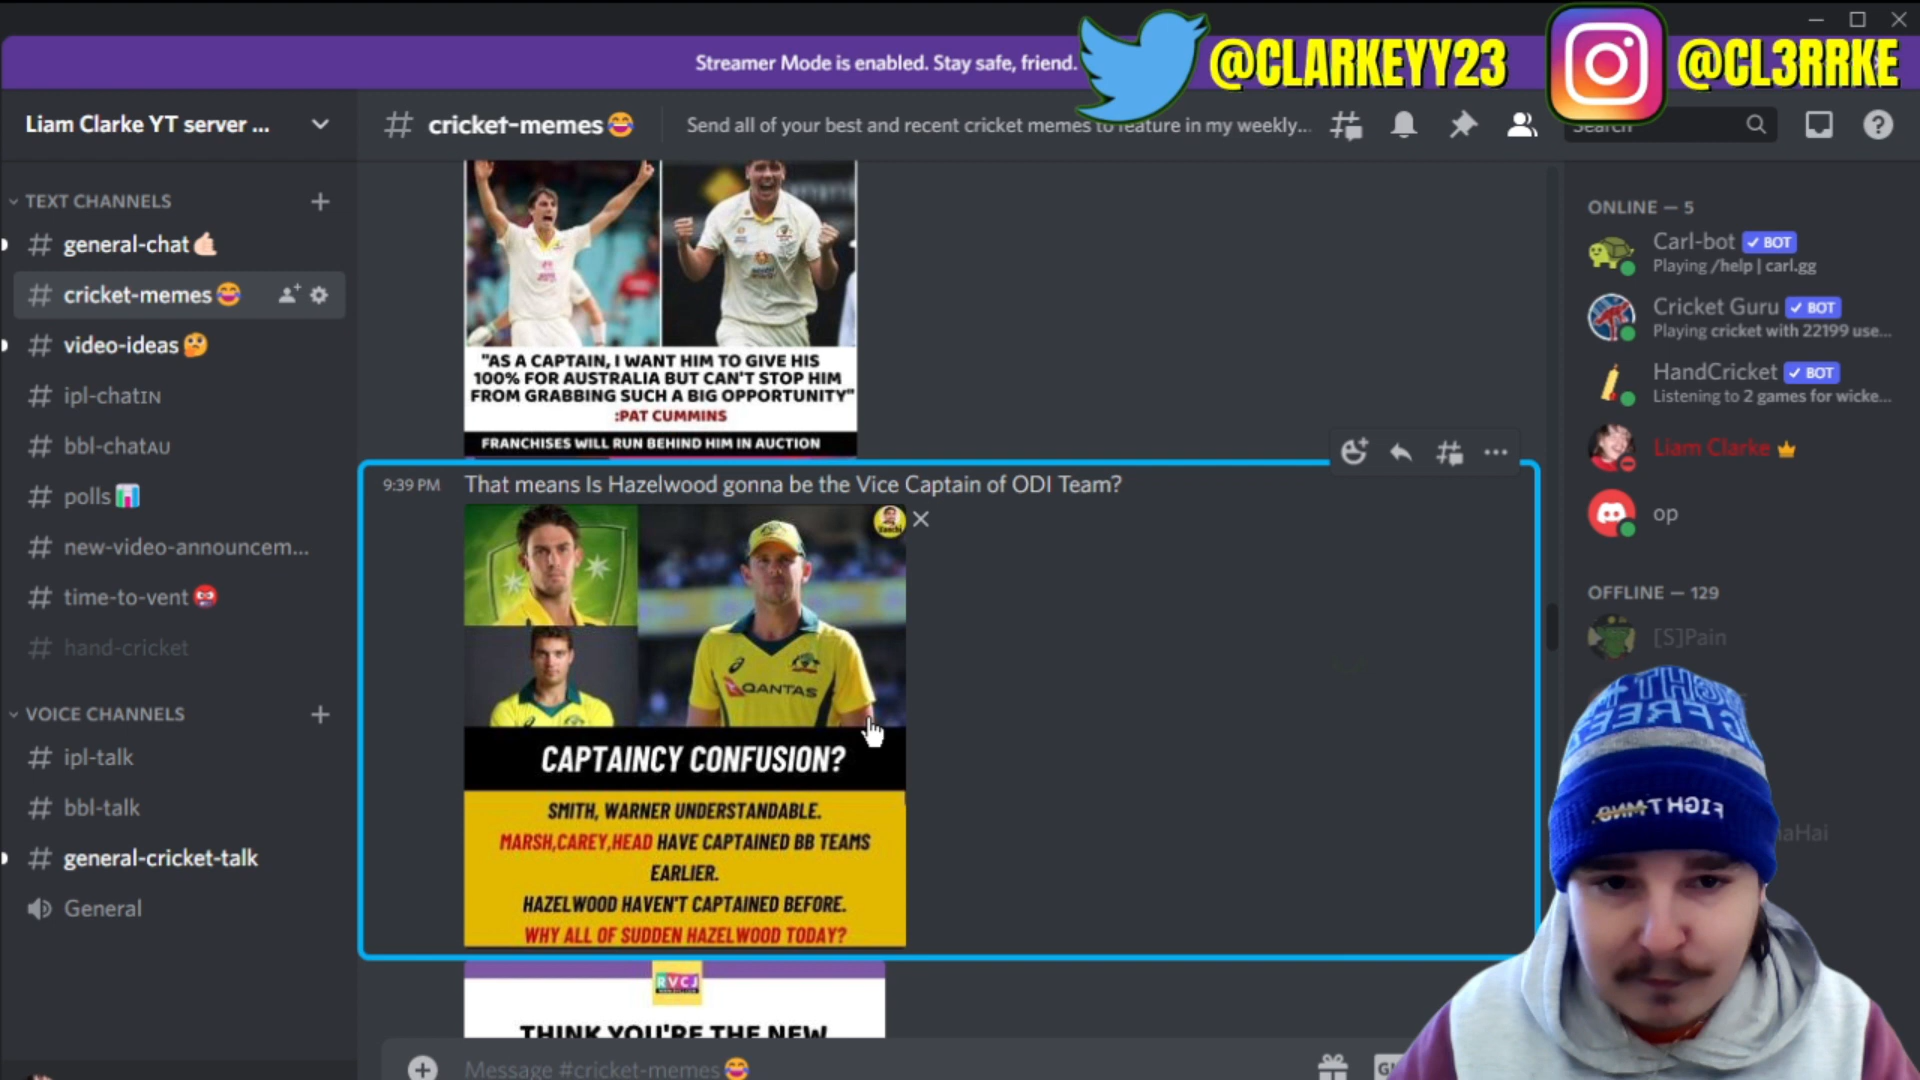 Streamer Mode is enabled. Stay safe, friend.
@CLARKEYY23
@CL3RRKE
Liam Clarke YT server ...
cricket-memes😂
Send all of your best and recent cricket memes to feature in my weekly...
Search
TEXT CHANNELS
general-chat🤙🏻
cricket-memes😂
video-ideas🤔
ipl-chatIN
bbl-chatAU
polls📊
new-video-announcem...
time-to-vent👹
hand-cricket
VOICE CHANNELS
ipl-talk
bbl-talk
general-cricket-talk
General
"AS A CAPTAIN, I WANT HIM TO GIVE HIS
100% FOR AUSTRALIA BUT CAN'T STOP HIM
FROM GRABBING SUCH A BIG OPPORTUNITY"
:PAT CUMMINS
FRANCHISES WILL RUN BEHIND HIM IN AUCTION
9:39 PM
That means Is Hazelwood gonna be the Vice Captain of ODI Team?
QANTAS
CAPTAINCY CONFUSION?
SMITH, WARNER UNDERSTANDABLE.
MARSH,CAREY,HEAD HAVE CAPTAINED BB TEAMS
EARLIER.
HAZELWOOD HAVEN'T CAPTAINED BEFORE.
WHY ALL OF SUDDEN HAZELWOOD TODAY?
RVCJ
THINK YOU'RE THE NEW
Message #cricket-memes😂
ONLINE — 5
Carl-bot ✓ BOT
Playing /help | carl.gg
Cricket Guru ✓ BOT
Playing cricket with 22199 use...
HandCricket ✓ BOT
Listening to 2 games for wicke...
Liam Clarke
op
OFFLINE — 129
[S]Pain
aHai